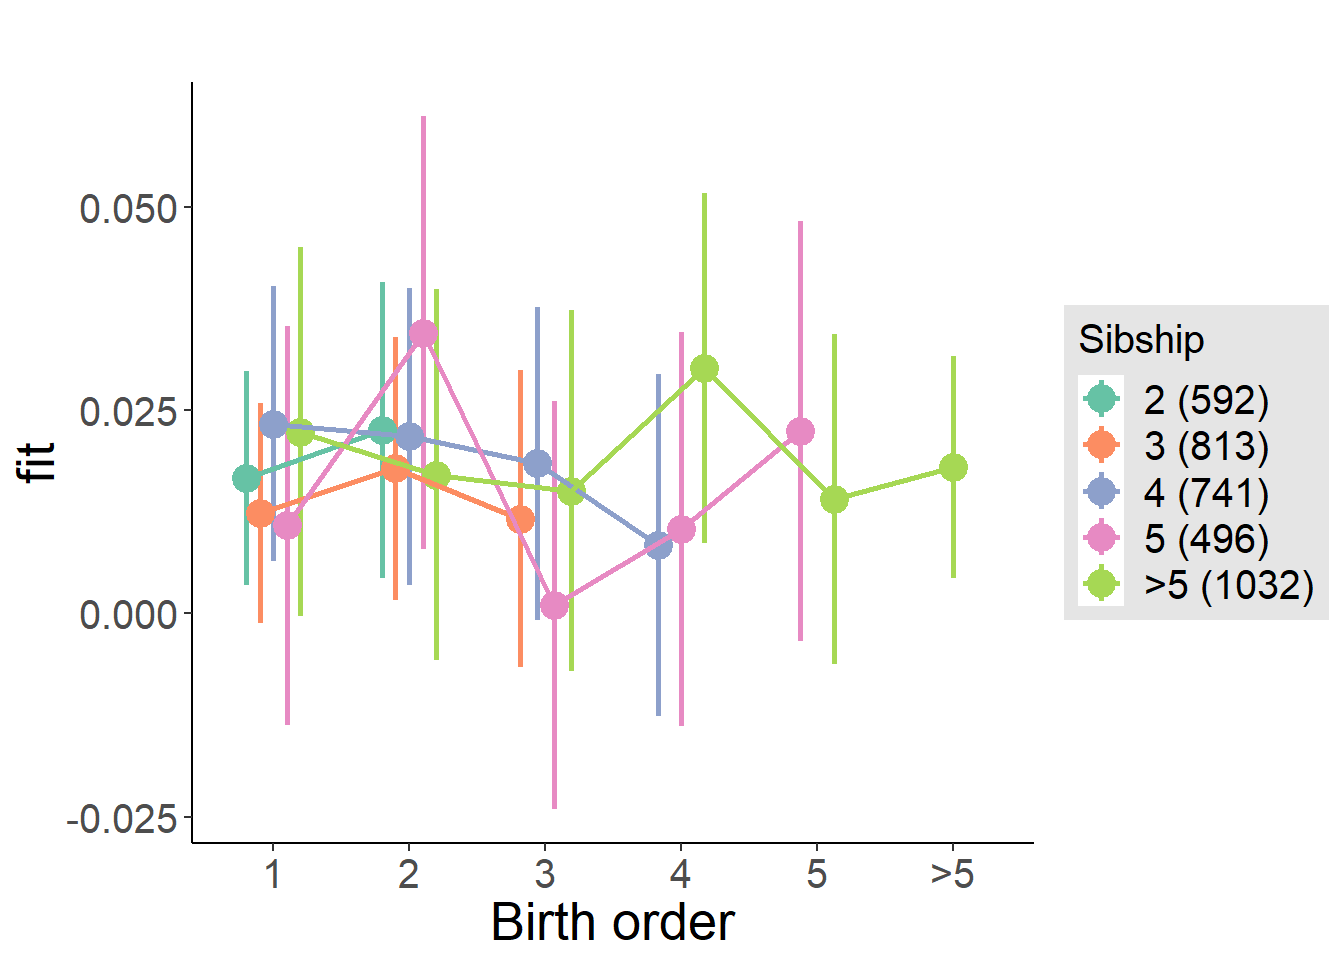 fit
0.050
0.025
0.000
-0.025
1 2 3 4 5 >5
Birth order
Sibship
2 (592)
3 (813)
4 (741)
5 (496)
>5 (1032)